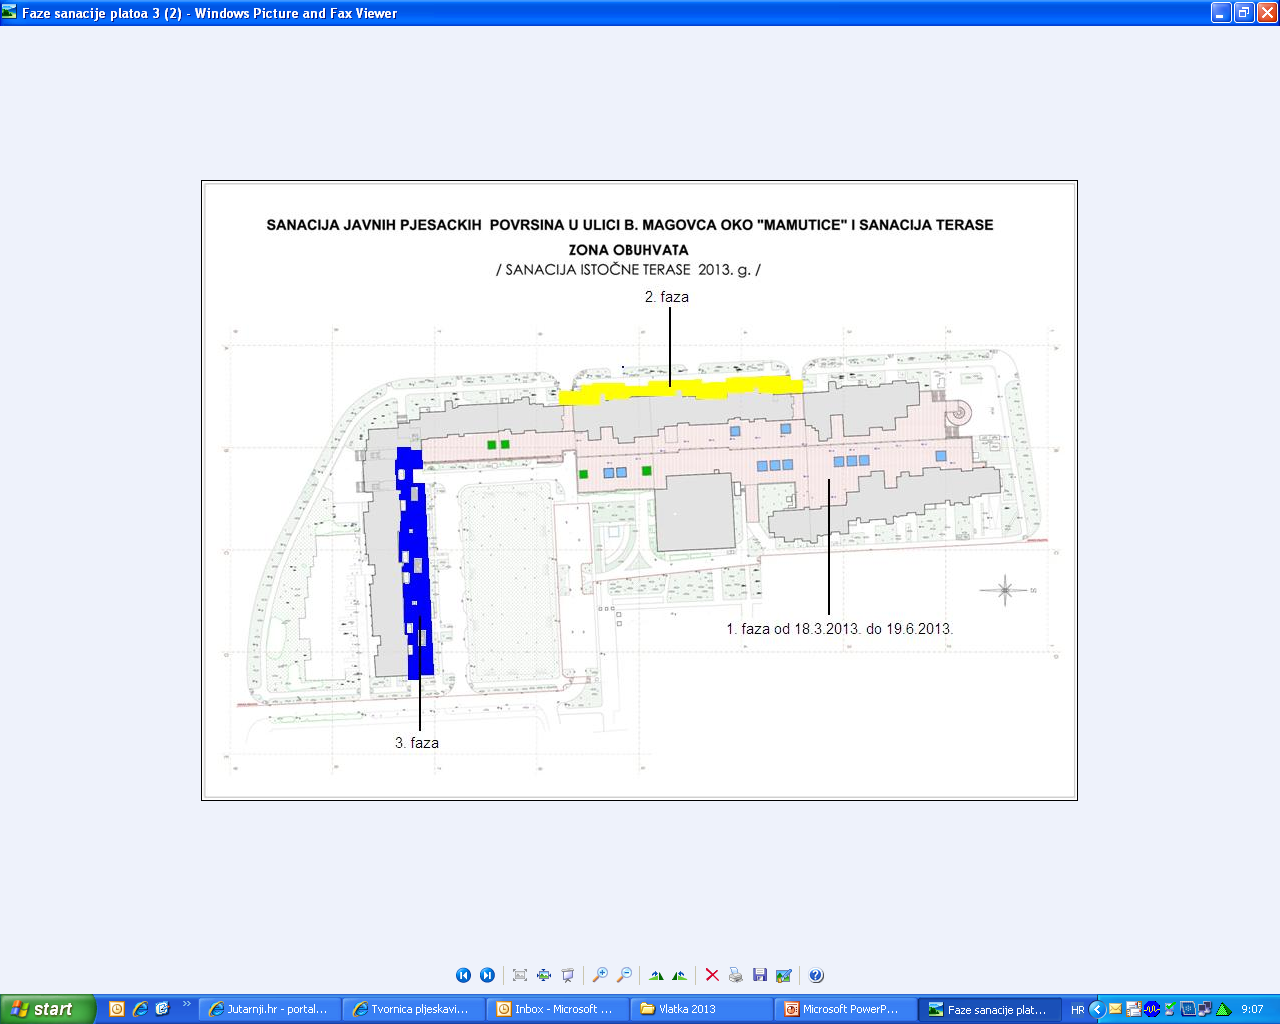 Faze sanacije platoa 3 (2) - Windows Picture and Fax Viewer
SANACIJA JAVNIH PJESACKIH POVRSINA U ULICI B. MAGOVCA OKO "MAMUTICE" I SANACIJA TERASE
ZONA OBUHVATA
/ SANACIJA ISTOČNE TERASE 2013. g. /
2. faza
1. faza od 18.3.2013. do 19.6.2013.
3. faza
start
Jutarnji.hr - portal...
Tvornica pljeskavi...
Inbox - Microsoft ...
Vlatka 2013
Microsoft PowerP...
Faze sanacije plat...
HR
9:07